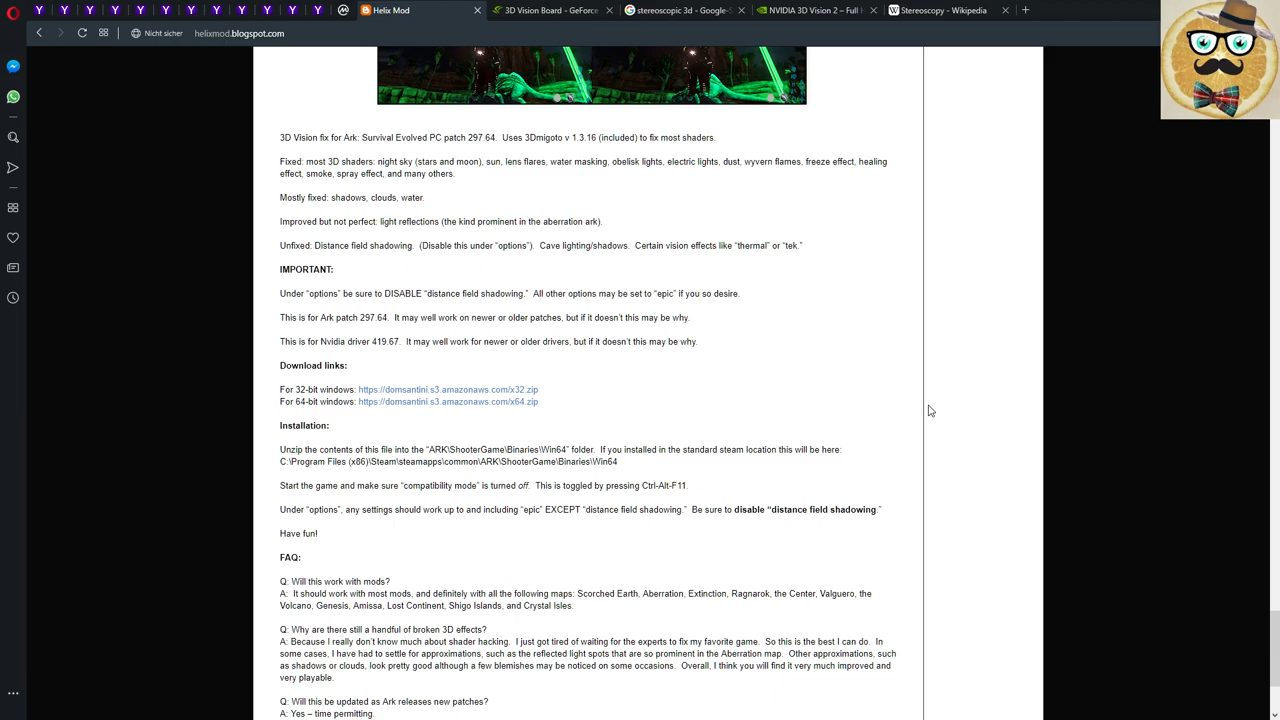 Helix Mod
3D Vision Board - GeForce
stereoscopic 3d - Google-S
NVIDIA 3D Vision 2 – Full H
Stereoscopy - Wikipedia
Nicht sicher
helixmod.blogspot.com
3D Vision fix for Ark: Survival Evolved PC patch 297.64.  Uses 3Dmigoto v 1.3.16 (included) to fix most shaders.
Fixed: most 3D shaders: night sky (stars and moon), sun, lens flares, water masking, obelisk lights, electric lights, dust, wyvern flames, freeze effect, healing
effect, smoke, spray effect, and many others.
Mostly fixed: shadows, clouds, water.
Improved but not perfect: light reflections (the kind prominent in the aberration ark).
Unfixed: Distance field shadowing.  (Disable this under “options”).  Cave lighting/shadows.  Certain vision effects like “thermal” or “tek.”
IMPORTANT:
Under “options” be sure to DISABLE “distance field shadowing.”  All other options may be set to “epic” if you so desire.
This is for Ark patch 297.64.  It may well work on newer or older patches, but if it doesn’t this may be why.
This is for Nvidia driver 419.67.  It may well work for newer or older drivers, but if it doesn’t this may be why.
Download links:
For 32-bit windows: https://domsantini.s3.amazonaws.com/x32.zip
For 64-bit windows: https://domsantini.s3.amazonaws.com/x64.zip
Installation:
Unzip the contents of this file into the “ARK\ShooterGame\Binaries\Win64” folder.  If you installed in the standard steam location this will be here:
C:\Program Files (x86)\Steam\steamapps\common\ARK\ShooterGame\Binaries\Win64
Start the game and make sure “compatibility mode” is turned off.  This is toggled by pressing Ctrl-Alt-F11.
Under “options”, any settings should work up to and including “epic” EXCEPT “distance field shadowing.”  Be sure to disable “distance field shadowing.”
Have fun!
FAQ:
Q: Will this work with mods?
A:  It should work with most mods, and definitely with all the following maps: Scorched Earth, Aberration, Extinction, Ragnarok, the Center, Valguero, the
Volcano, Genesis, Amissa, Lost Continent, Shigo Islands, and Crystal Isles.
Q: Why are there still a handful of broken 3D effects?
A: Because I really don’t know much about shader hacking.  I just got tired of waiting for the experts to fix my favorite game.  So this is the best I can do.  In
some cases, I have had to settle for approximations, such as the reflected light spots that are so prominent in the Aberration map.  Other approximations, such
as shadows or clouds, look pretty good although a few blemishes may be noticed on some occasions.  Overall, I think you will find it very much improved and
very playable.
Q: Will this be updated as Ark releases new patches?
A: Yes – time permitting.